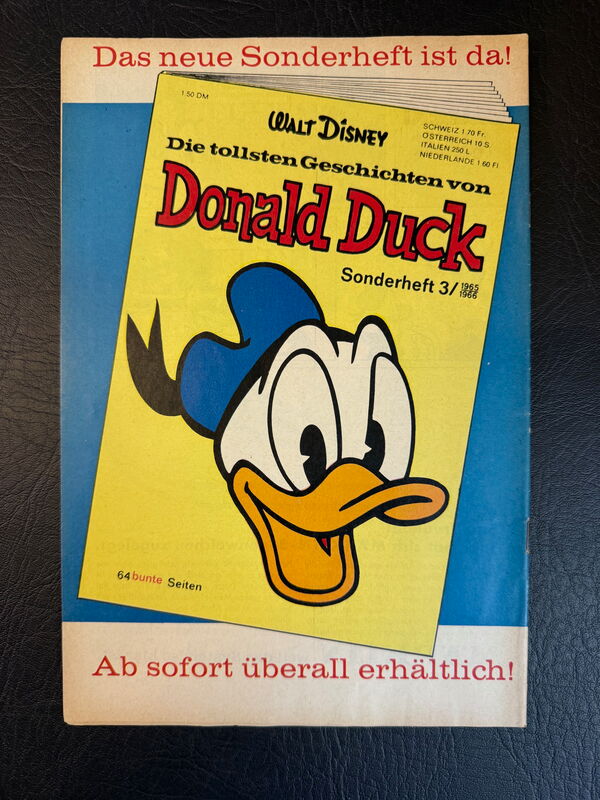 Das neue Sonderheft ist da!
1.50 DM
WALT DISNEY
SCHWEIZ 1.70 Fr.
ÖSTERREICH 10 S.
ITALIEN 250 L.
NIEDERLANDE 1.60 Fl.
Die tollsten Geschichten von
Donald Duck
Sonderheft 3/ 1965
1966
64 bunte Seiten
Ab sofort überall erhältlich!